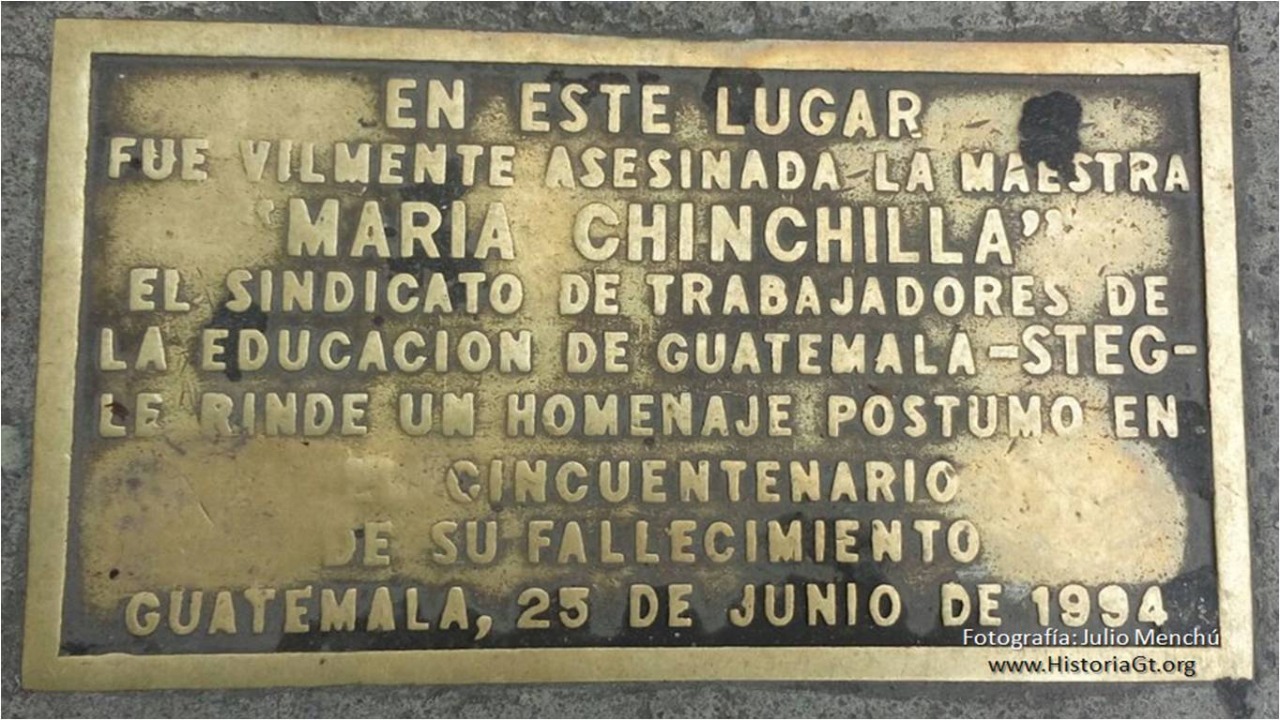 EN ESTE LUGAR
FUE VILMENTE ASESINADA LA MAESTRA
"MARIA CHINCHILLA"
EL SINDICATO DE TRABAJADORES DE
LA EDUCACION DE GUATEMALA -STEG-
LE RINDE UN HOMENAJE POSTUMO EN
CINCUENTENARIO
DE SU FALLECIMIENTO
GUATEMALA, 25 DE JUNIO DE 1994
Fotografía: Julio Menchú
www.HistoriaGt.org